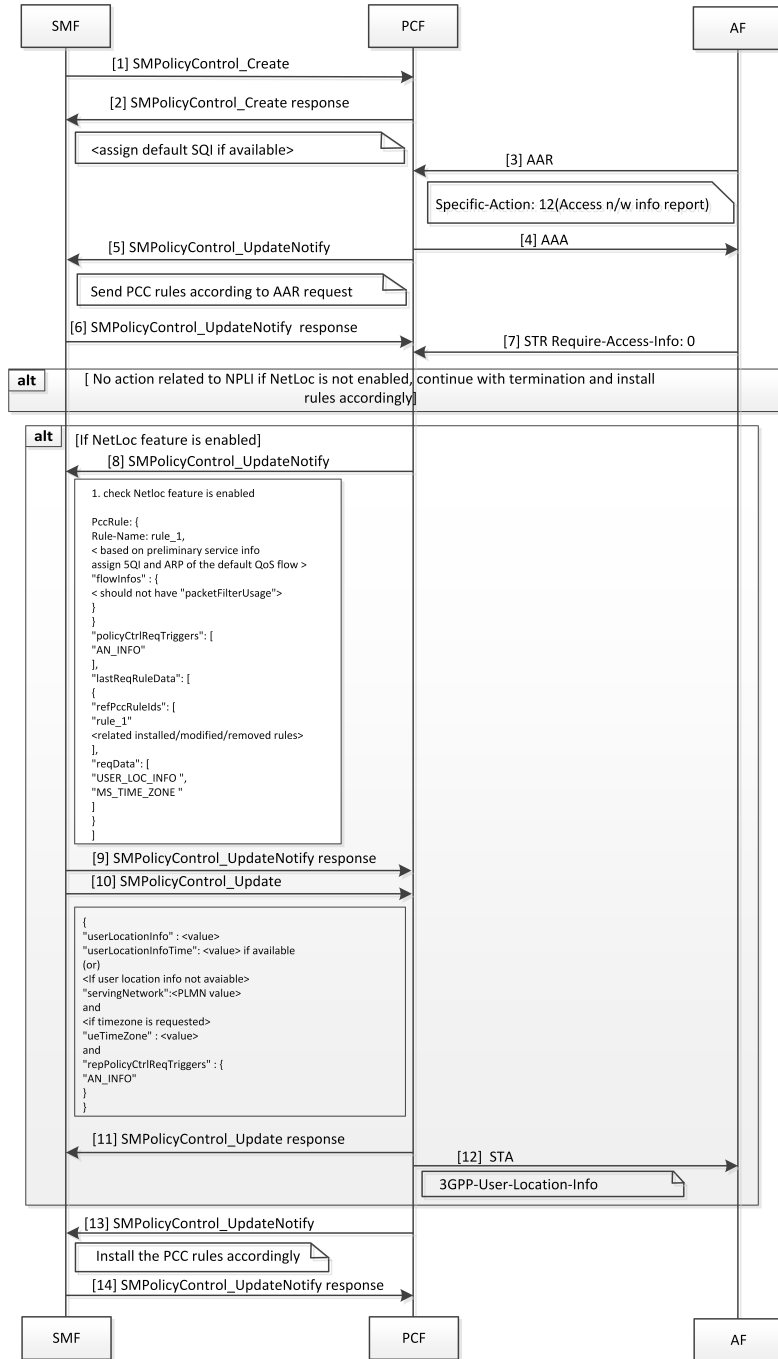 SMF
PCF
AF
[1] SMPolicyControl_Create
[2] SMPolicyControl_Create response
<assign default SQI if available>
[3] AAR
Specific-Action: 12(Access n/w info report)
[4] AAA
[5] SMPolicyControl_UpdateNotify
Send PCC rules according to AAR request
[6] SMPolicyControl_UpdateNotify response
[7] STR Require-Access-Info: 0
alt
[ No action related to NPLI if NetLoc is not enabled, continue with termination and install
rules accordingly]
alt
[If NetLoc feature is enabled]
[8] SMPolicyControl_UpdateNotify
1. check Netloc feature is enabled
PccRule: {
Rule-Name: rule_1,
< based on preliminary service info
assign 5QI and ARP of the default QoS flow >
"flowInfos" : {
< should not have "packetFilterUsage">
}
}
"policyCtrlReqTriggers": [
"AN_INFO"
],
"lastReqRuleData": [
{
"refPccRuleIds": [
"rule_1"
<related installed/modified/removed rules>
],
"reqData": [
"USER_LOC_INFO ",
"MS_TIME_ZONE "
]
}
]
[9] SMPolicyControl_UpdateNotify response
[10] SMPolicyControl_Update
{
"userLocationInfo" : <value>
"userLocationInfoTime": <value> if available
(or)
<If user location info not avaiable>
"servingNetwork":<PLMN value>
and
<if timezone is requested>
"ueTimeZone" : <value>
and
"repPolicyCtrlReqTriggers" : {
"AN_INFO"
}
}
[11] SMPolicyControl_Update response
[12] STA
3GPP-User-Location-Info
[13] SMPolicyControl_UpdateNotify
Install the PCC rules accordingly
[14] SMPolicyControl_UpdateNotify response
SMF
PCF
AF